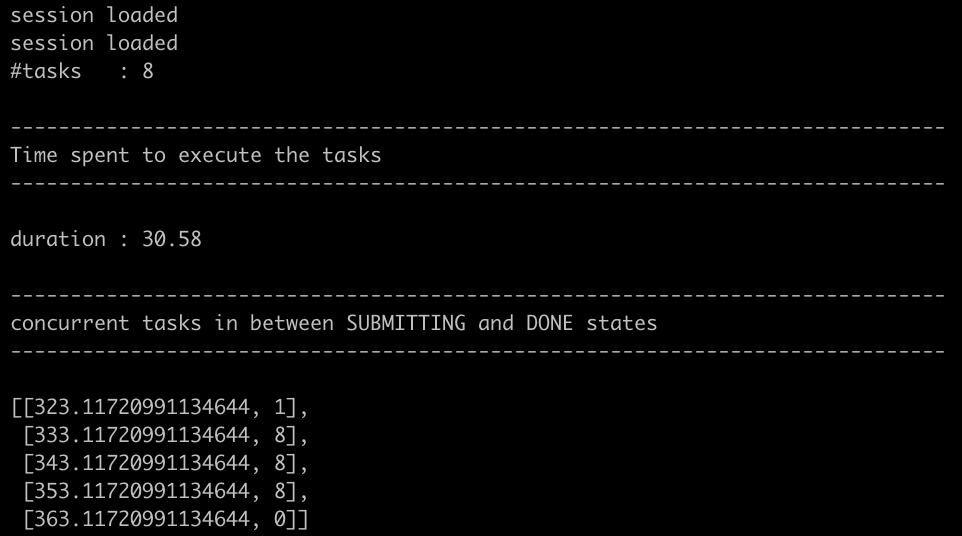 session loaded
session loaded
#tasks   : 8
------------------------------------------------------------------------------
Time spent to execute the tasks
------------------------------------------------------------------------------
duration : 30.58
------------------------------------------------------------------------------
concurrent tasks in between SUBMITTING and DONE states
------------------------------------------------------------------------------
[[323.11720991134644, 1],
 [333.11720991134644, 8],
 [343.11720991134644, 8],
 [353.11720991134644, 8],
 [363.11720991134644, 0]]